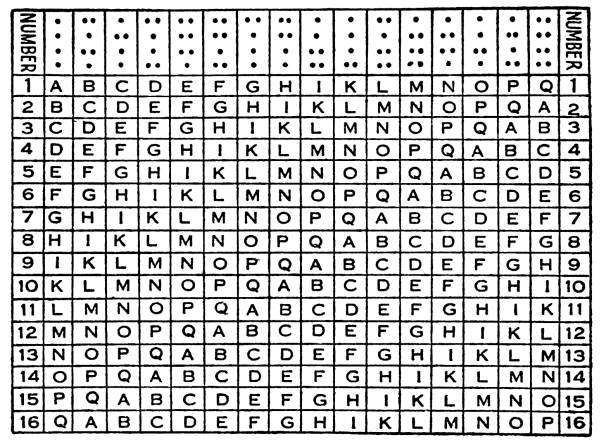 NUMBER NUMBER
1 A B C D E F G H I K L M N O P Q 1
2 B C D E F G H I K L M N O P Q A 2
3 C D E F G H I K L M N O P Q A B 3
4 D E F G H I K L M N O P Q A B C 4
5 E F G H I K L M N O P Q A B C D 5
6 F G H I K L M N O P Q A B C D E 6
7 G H I K L M N O P Q A B C D E F 7
8 H I K L M N O P Q A B C D E F G 8
9 I K L M N O P Q A B C D E F G H 9
10 K L M N O P Q A B C D E F G H I 10
11 L M N O P Q A B C D E F G H I K 11
12 M N O P Q A B C D E F G H I K L 12
13 N O P Q A B C D E F G H I K L M 13
14 O P Q A B C D E F G H I K L M N 14
15 P Q A B C D E F G H I K L M N O 15
16 Q A B C D E F G H I K L M N O P 16